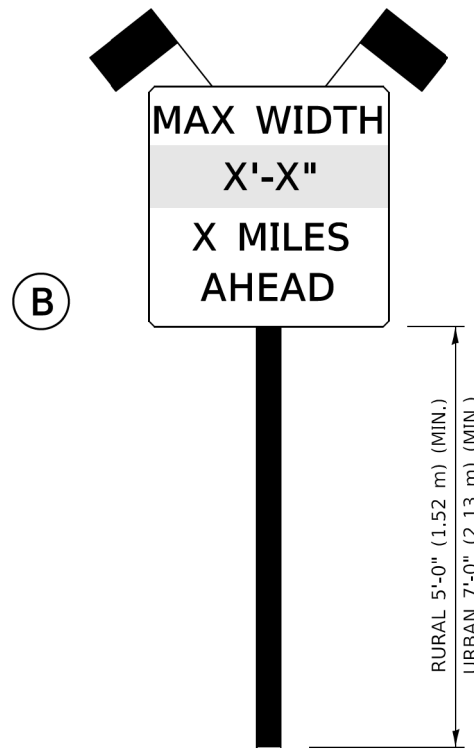 MAX WIDTH
X'-X"
X MILES
AHEAD
B
RURAL 5'-0" (1.52 m) (MIN.)
URBAN 7'-0" (2.13 m) (MIN.)